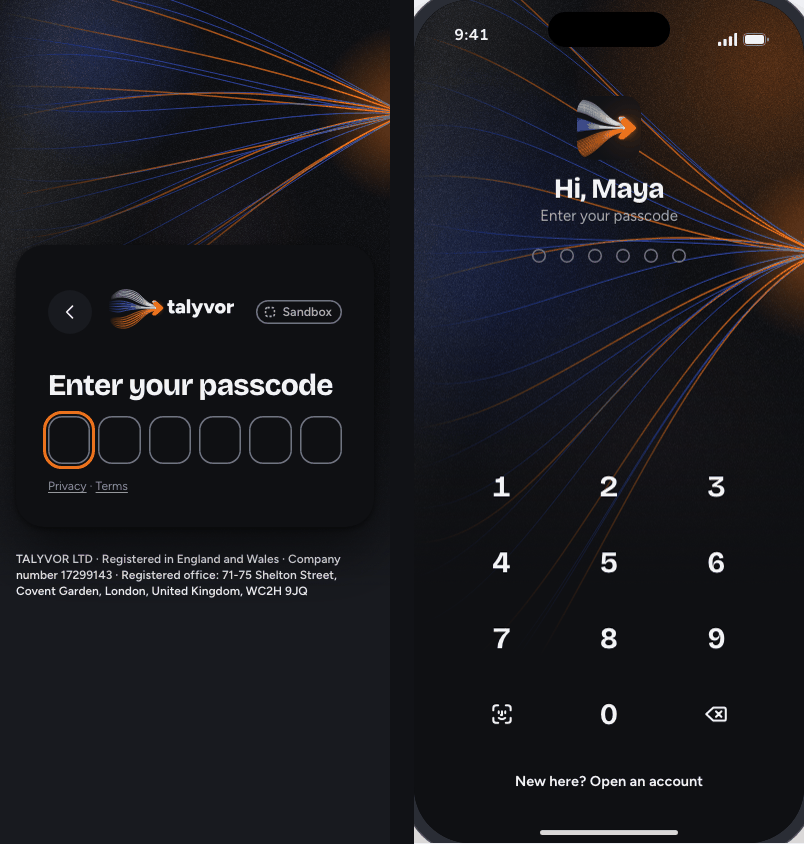 talyvor
Sandbox
Enter your passcode
Privacy · Terms
TALYVOR LTD · Registered in England and Wales · Company
number 17299143 · Registered office: 71-75 Shelton Street,
Covent Garden, London, United Kingdom, WC2H 9JQ
9:41
Hi, Maya
Enter your passcode
1 2 3
4 5 6
7 8 9
0
New here? Open an account